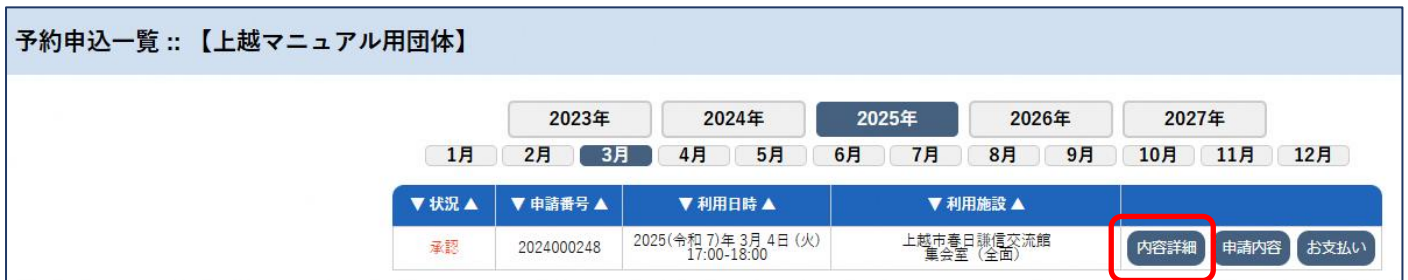 予約申込一覧 :: 【上越マニュアル用団体】
2023年 2024年 2025年 2026年 2027年
1月 2月 3月 4月 5月 6月 7月 8月 9月 10月 11月 12月
▼ 状況 ▲ ▼ 申請番号 ▲ ▼ 利用日時 ▲ ▼ 利用施設 ▲
承認 2024000248 2025(令和 7)年 3月 4日 (火) 上越市春日謙信交流館 内容詳細 申請内容 お支払い
17:00-18:00 集会室（全面）